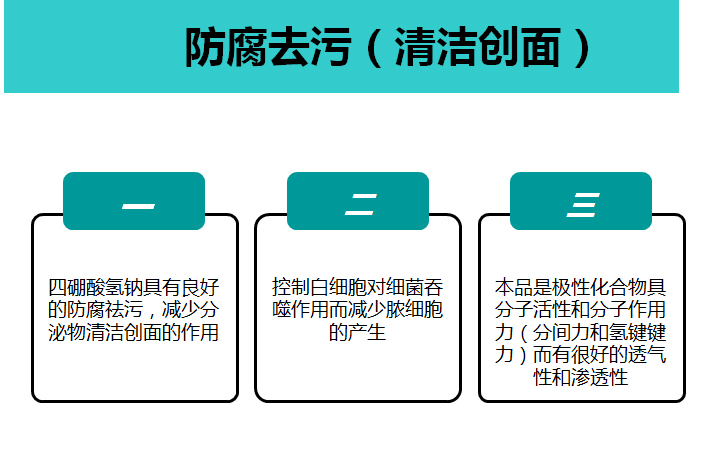 防腐去污（清洁创面）
一
四硼酸氢钠具有良好
的防腐祛污，减少分
泌物清洁创面的作用
二
控制白细胞对细菌吞
噬作用而减少脓细胞
的产生
三
本品是极性化合物具
分子活性和分子作用
力（分间力和氢键键
力）而有很好的透气
性和渗透性